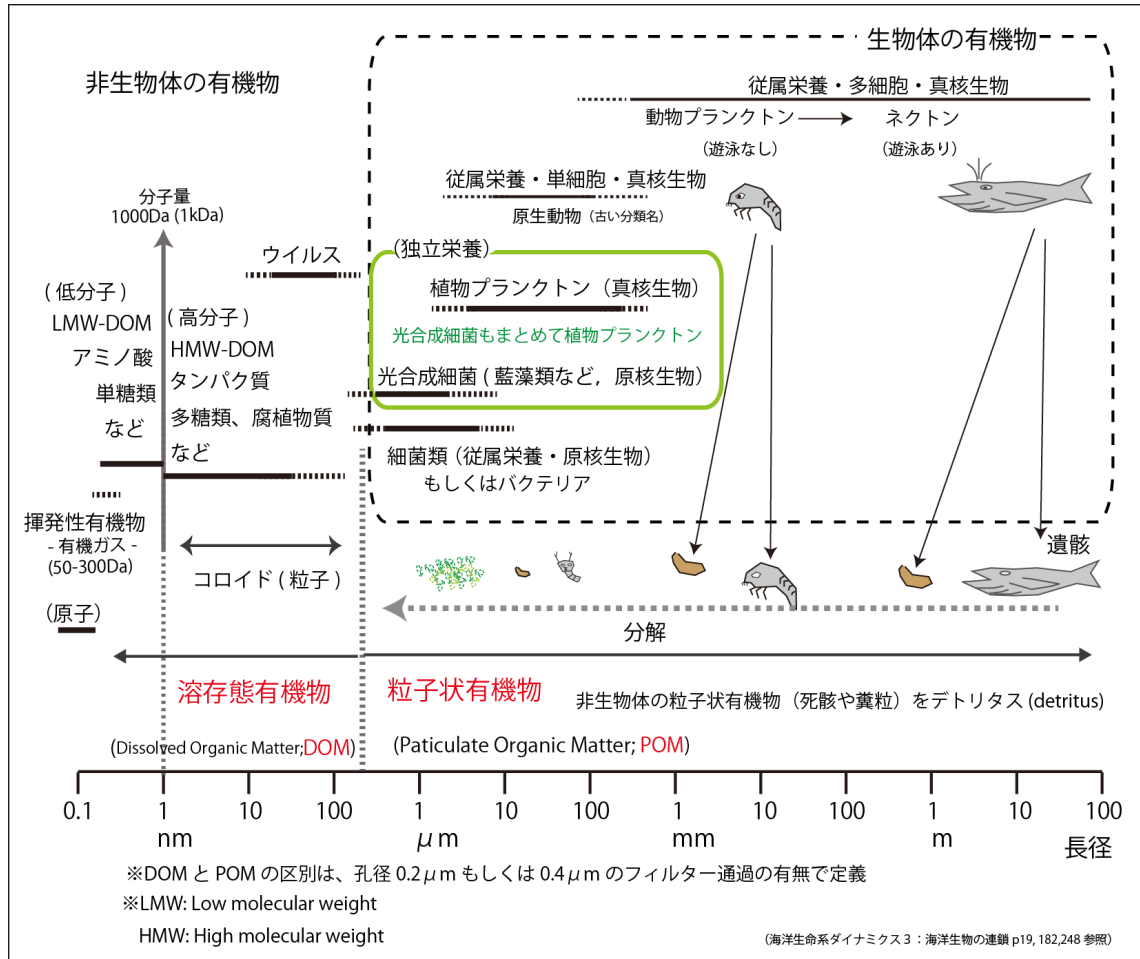 生物体の有機物
非生物体の有機物
従属栄養・多細胞・真核生物
動物プランクトン
ネクトン
(遊泳なし)
(遊泳あり)
従属栄養・単細胞・真核生物
原生動物(古い分類名)
分子量
1000Da (1kDa)
ウイルス
(独立栄養)
植物プランクトン(真核生物)
光合成細菌もまとめて植物プランクトン
光合成細菌 ( 藍藻類など,原核生物)
( 低分子 )
LMW-DOM
アミノ酸
単糖類
など
( 高分子 )
HMW-DOM
タンパク質
多糖類、腐植物質
など
細菌類(従属栄養・原核生物)
もしくはバクテリア
揮発性有機物
- 有機ガス -
(50-300Da)
コロイド ( 粒子 )
(原子)
遺骸
分解
溶存態有機物
粒子状有機物
非生物体の粒子状有機物(死骸や糞粒)をデトリタス (detritus)
(Dissolved Organic Matter;DOM)
(Paticulate Organic Matter; POM)
0.1 1 10 100 1 10 100 1 10 100 1 10 100
nm μm mm m 長径
※DOM と POM の区別は、孔径 0.2μm もしくは 0.4μm のフィルター通過の有無で定義
※LMW: Low molecular weight
HMW: High molecular weight
(海洋生命系ダイナミクス 3 :海洋生物の連鎖 p19, 182,248 参照)